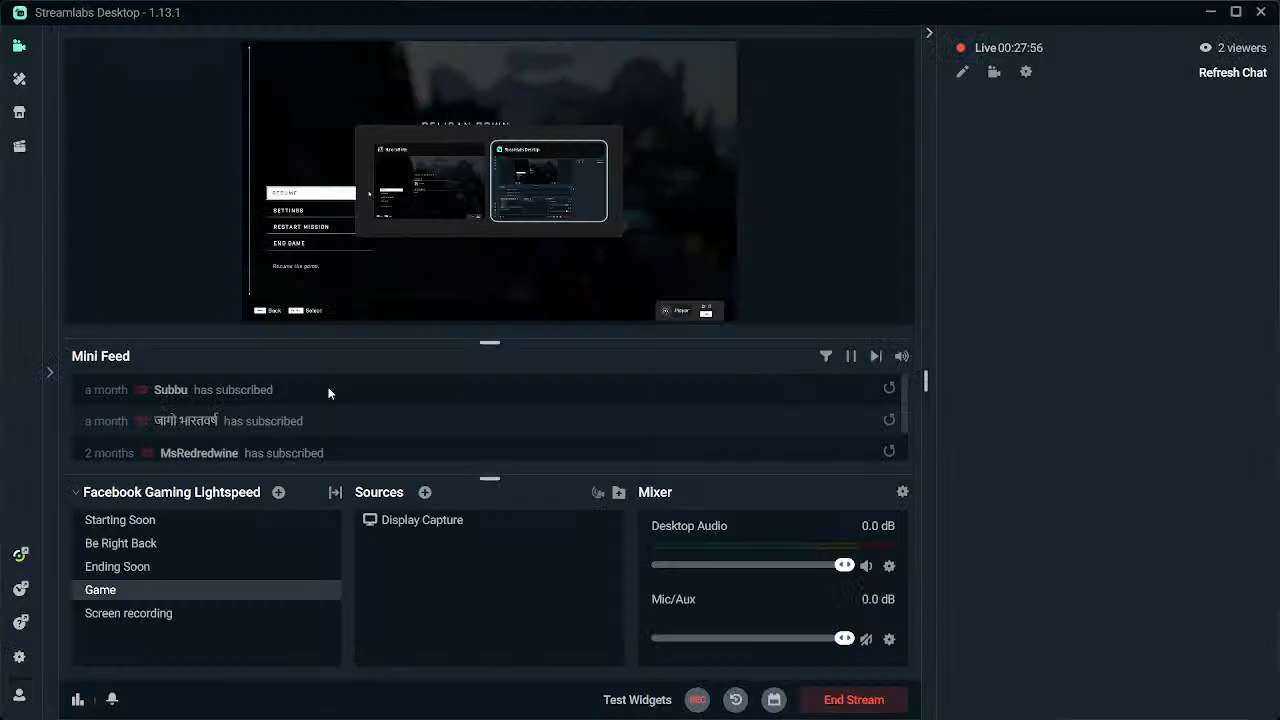 Streamlabs Desktop - 1.13.1
Live 00:27:56
2 viewers
Refresh Chat
Streamlabs Desktop
RESUME
SETTINGS
RESTART MISSION
END GAME
Resume the game.
Back
Select
Mini Feed
a month Subbu has subscribed
a month जागो भारतवर्ष has subscribed
2 months MsRedredwine has subscribed
Facebook Gaming Lightspeed
Sources
Mixer
Starting Soon
Be Right Back
Ending Soon
Game
Screen recording
Display Capture
Desktop Audio 0.0 dB
Mic/Aux 0.0 dB
Test Widgets
REC
End Stream